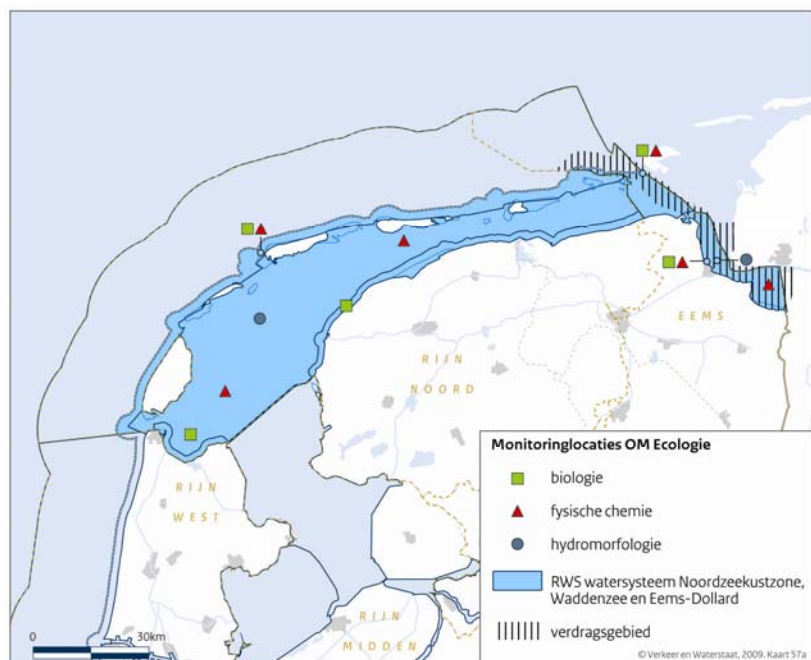 EEMS
RIJN
NOORD
RIJN
WEST
RIJN
MIDDEN
Monitoringlocaties OM Ecologie
biologie
fysische chemie
hydromorfologie
RWS watersysteem Noordzeekustzone,
Waddenzee en Eems-Dollard
verdragsgebied
0 30km
© Verkeer en Waterstaat, 2009. Kaart 57a